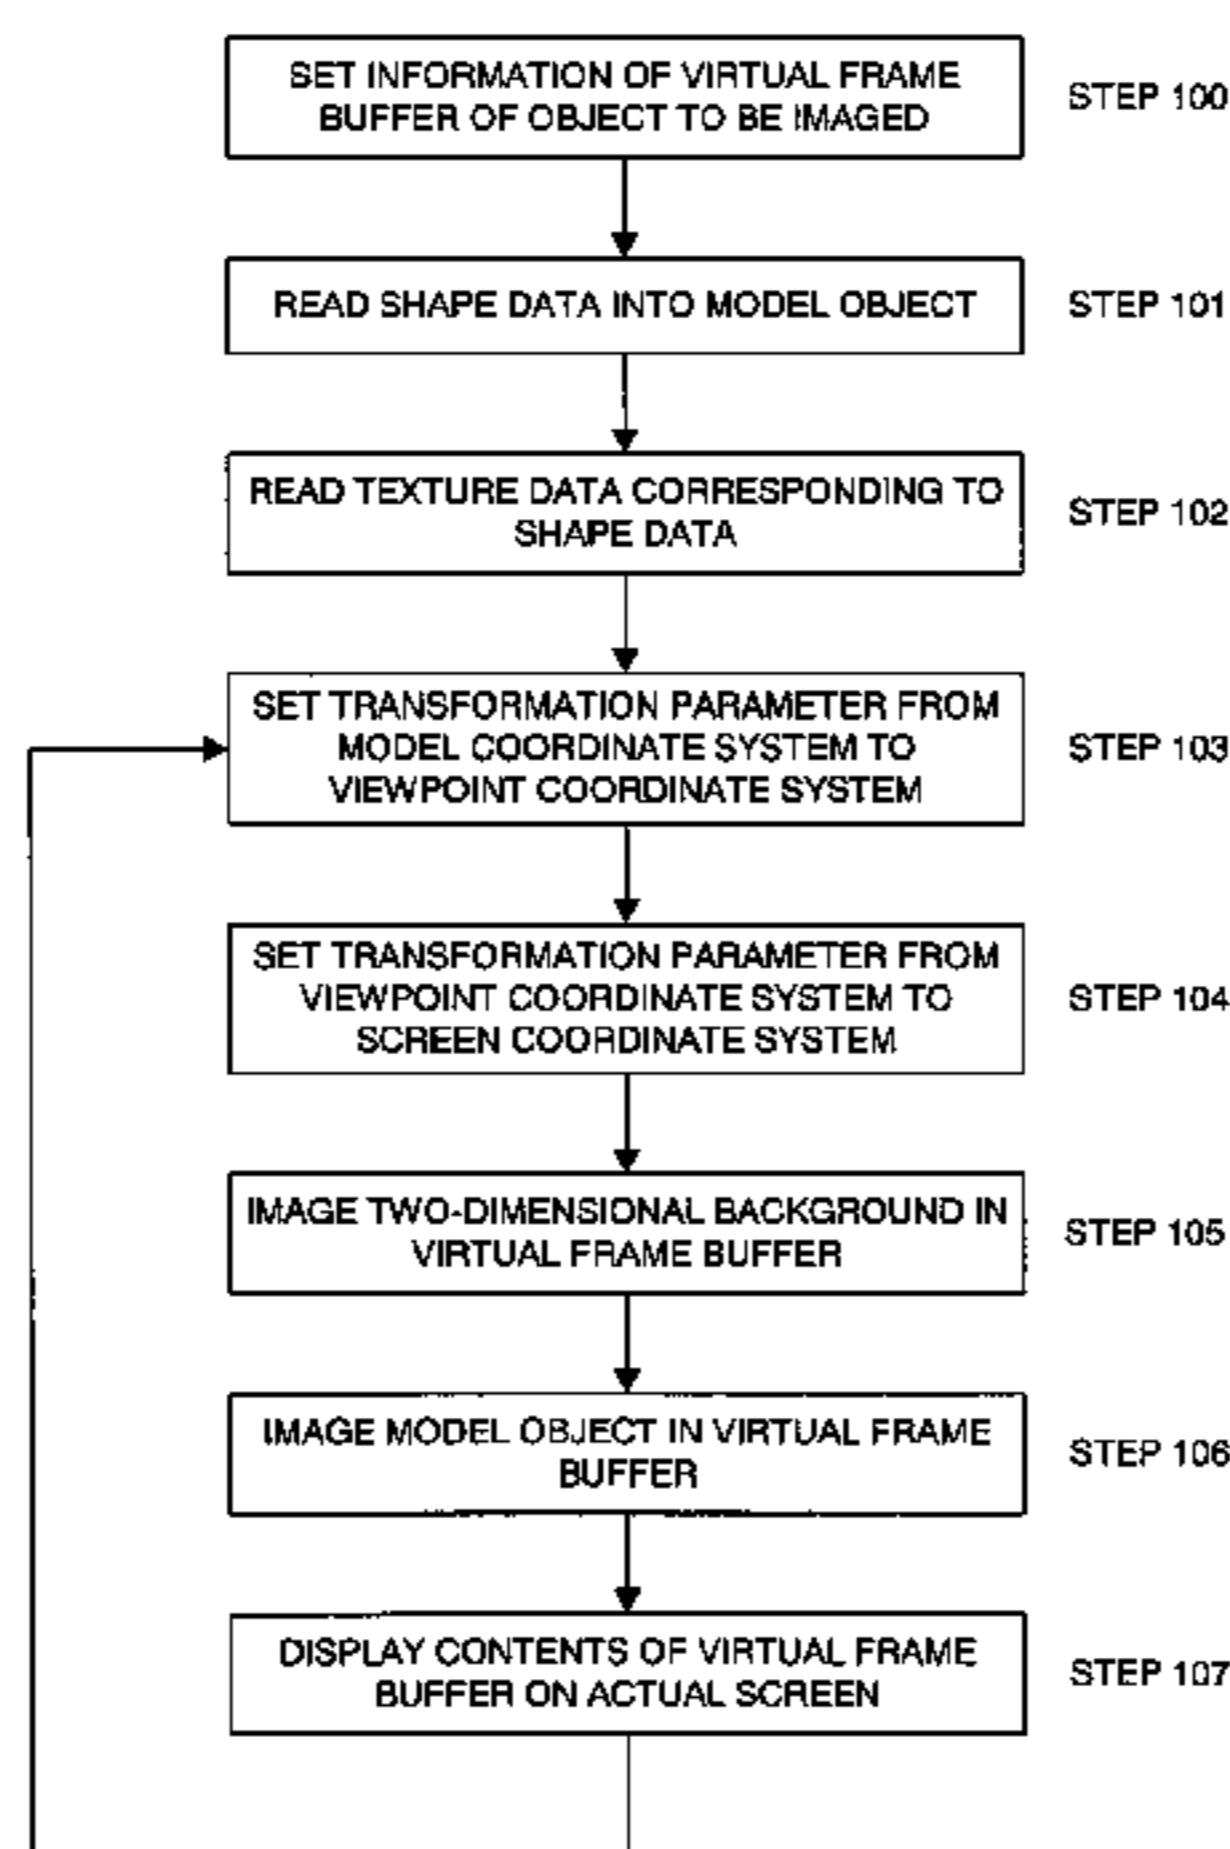 SET INFORMATION OF VIRTUAL FRAME
BUFFER OF OBJECT TO BE IMAGED
STEP 100
READ SHAPE DATA INTO MODEL OBJECT
STEP 101
READ TEXTURE DATA CORRESPONDING TO
SHAPE DATA
STEP 102
SET TRANSFORMATION PARAMETER FROM
MODEL COORDINATE SYSTEM TO
VIEWPOINT COORDINATE SYSTEM
STEP 103
SET TRANSFORMATION PARAMETER FROM
VIEWPOINT COORDINATE SYSTEM TO
SCREEN COORDINATE SYSTEM
STEP 104
IMAGE TWO-DIMENSIONAL BACKGROUND IN
VIRTUAL FRAME BUFFER
STEP 105
IMAGE MODEL OBJECT IN VIRTUAL FRAME
BUFFER
STEP 106
DISPLAY CONTENTS OF VIRTUAL FRAME
BUFFER ON ACTUAL SCREEN
STEP 107